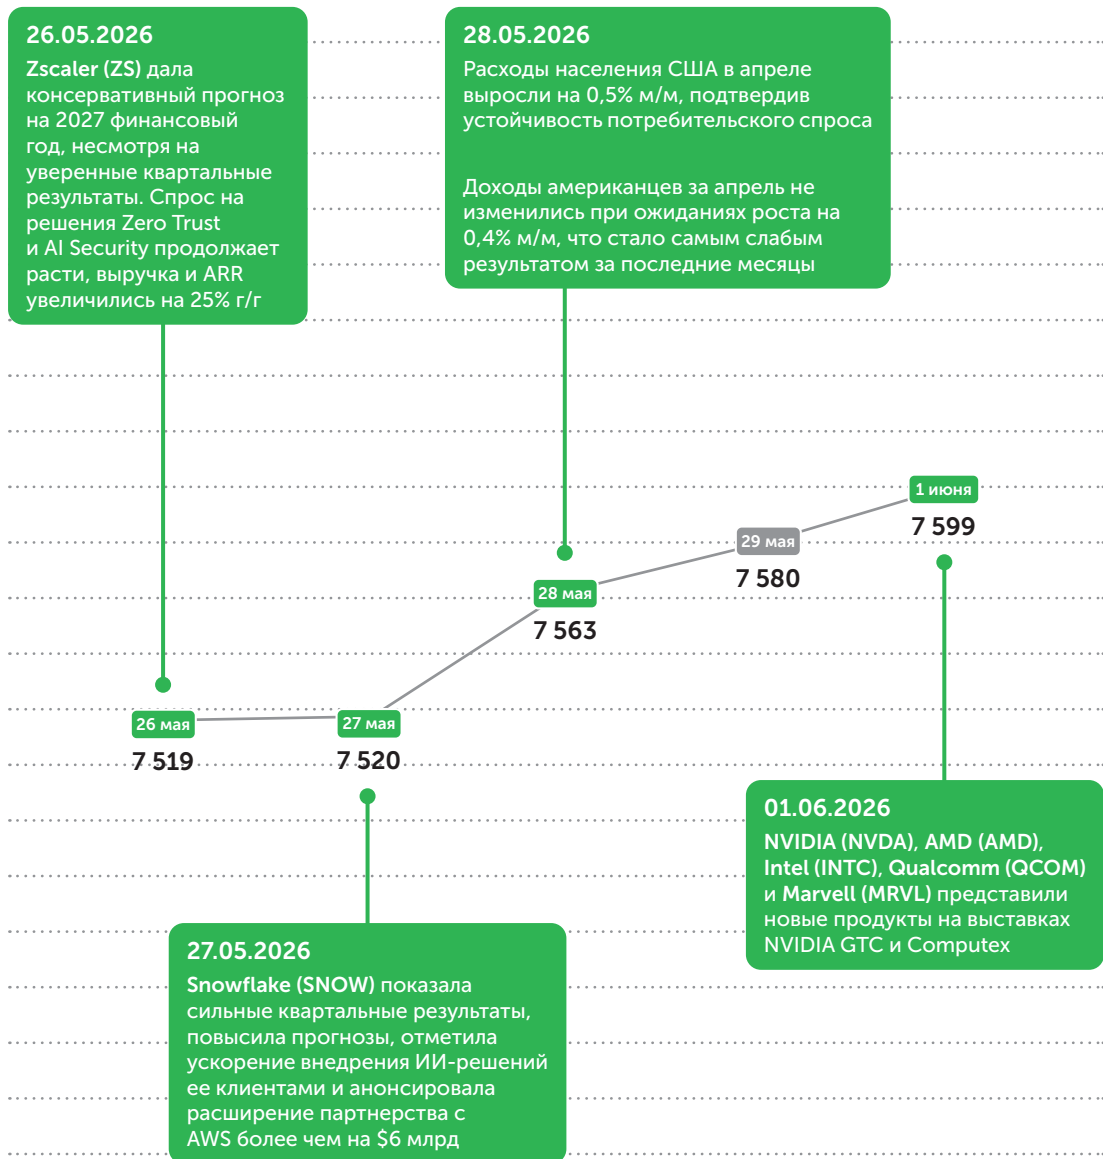 26.05.2026
Zscaler (ZS) дала
консервативный прогноз
на 2027 финансовый
год, несмотря на
уверенные квартальные
результаты. Спрос на
решения Zero Trust
и AI Security продолжает
расти, выручка и ARR
увеличились на 25% г/г
28.05.2026
Расходы населения США в апреле
выросли на 0,5% м/м, подтвердив
устойчивость потребительского спроса
Доходы американцев за апрель не
изменились при ожиданиях роста на
0,4% м/м, что стало самым слабым
результатом за последние месяцы
1 июня
7 599
29 мая
7 580
28 мая
7 563
26 мая
7 519
27 мая
7 520
01.06.2026
NVIDIA (NVDA), AMD (AMD),
Intel (INTC), Qualcomm (QCOM)
и Marvell (MRVL) представили
новые продукты на выставках
NVIDIA GTC и Computex
27.05.2026
Snowflake (SNOW) показала
сильные квартальные результаты,
повысила прогнозы, отметила
ускорение внедрения ИИ-решений
ее клиентами и анонсировала
расширение партнерства с
AWS более чем на $6 млрд